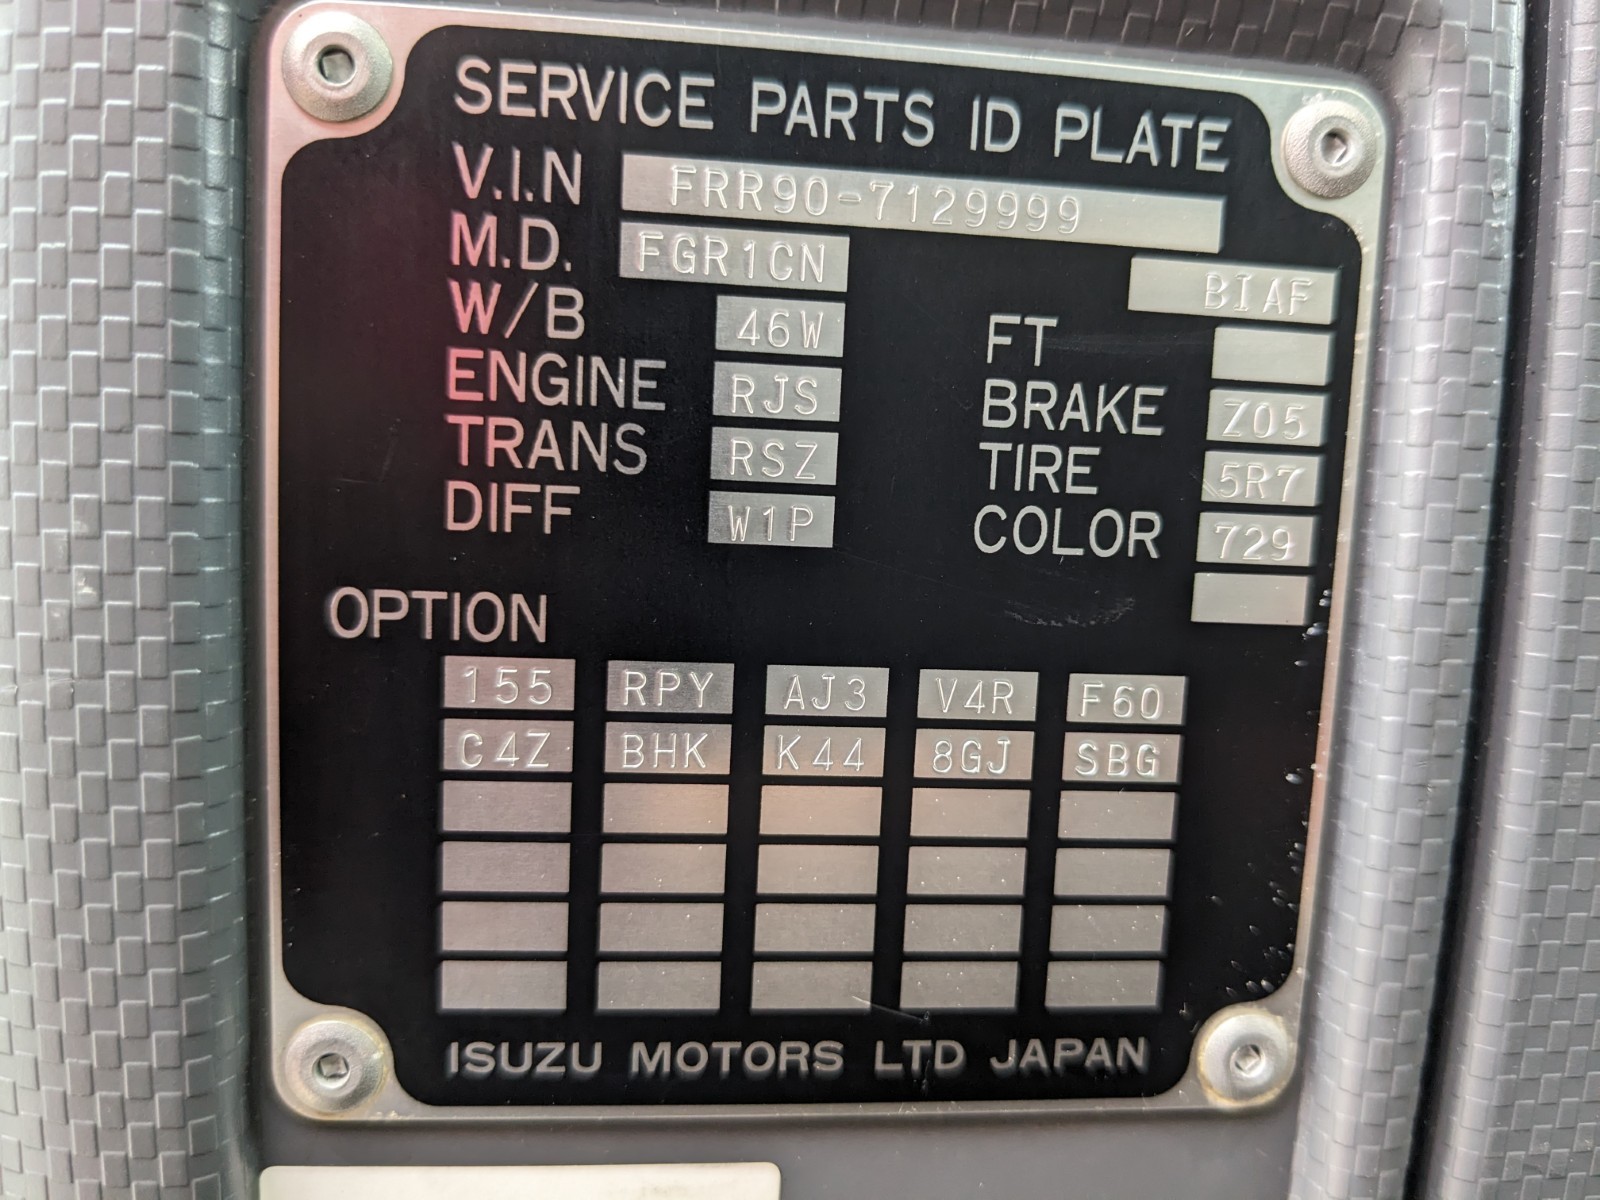 SERVICE PARTS ID PLATE
V.I.N FRR90-7129999
M.D. FGR1CN BIAF
W/B 46W FT
ENGINE RJS BRAKE Z05
TRANS RSZ TIRE 5R7
DIFF W1P COLOR 729
OPTION
155 RPY AJ3 V4R F60
C4Z BHK K44 8GJ SBG
ISUZU MOTORS LTD JAPAN